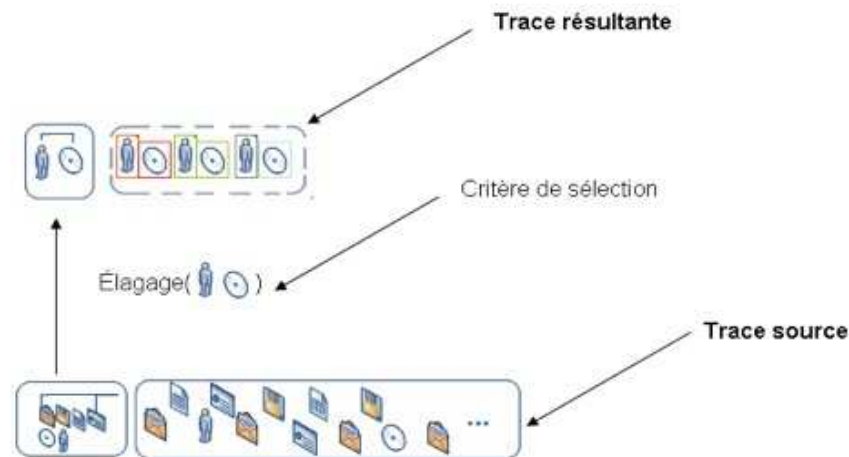 Trace résultante
Critère de sélection
Élagage( )
Trace source
...